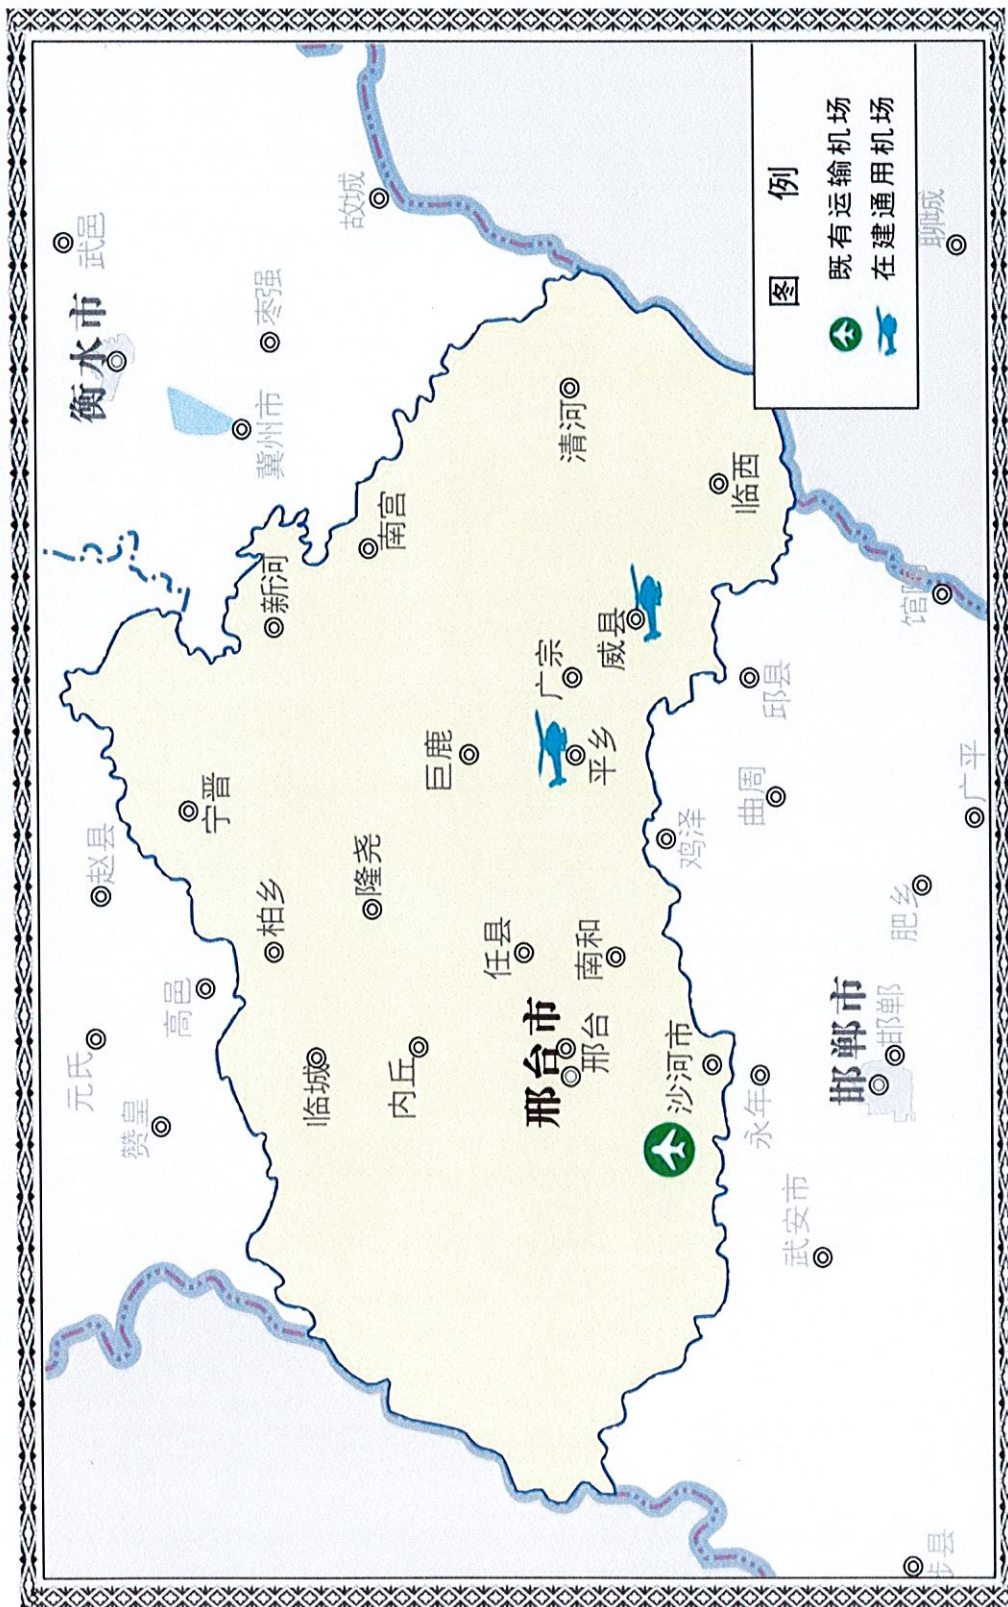 衡水市
武邑
枣强
冀州市
故城
赵县
元氏
高邑
赞皇
宁晋
新河
南宫
柏乡
隆尧
巨鹿
临城
内丘
任县
南和
广宗
平乡
威县
清河
临西
邢台市
邢台
沙河市
鸡泽
曲周
邱县
永年
武安市
邯郸市
邯郸
肥乡
广平
聊城
图例
既有运输机场
在建通用机场